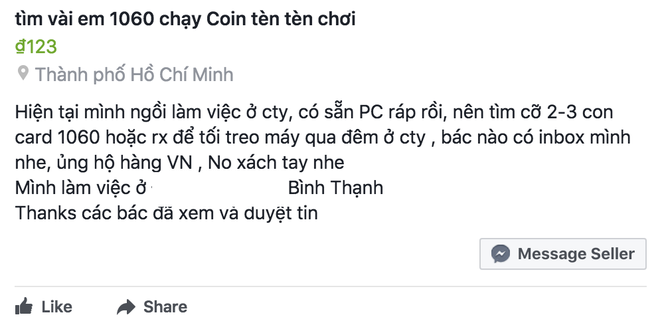 tìm vài em 1060 chạy Coin tèn tèn chơi
₫123
Thành phố Hồ Chí Minh
Hiện tại mình ngồi làm việc ở cty, có sẵn PC ráp rồi, nên tìm cỡ 2-3 con
card 1060 hoặc rx để tối treo máy qua đêm ở cty , bác nào có inbox mình
nhe, ủng hộ hàng VN , No xách tay nhe
Mình làm việc ở Bình Thạnh
Thanks các bác đã xem và duyệt tin
Message Seller
Like Share